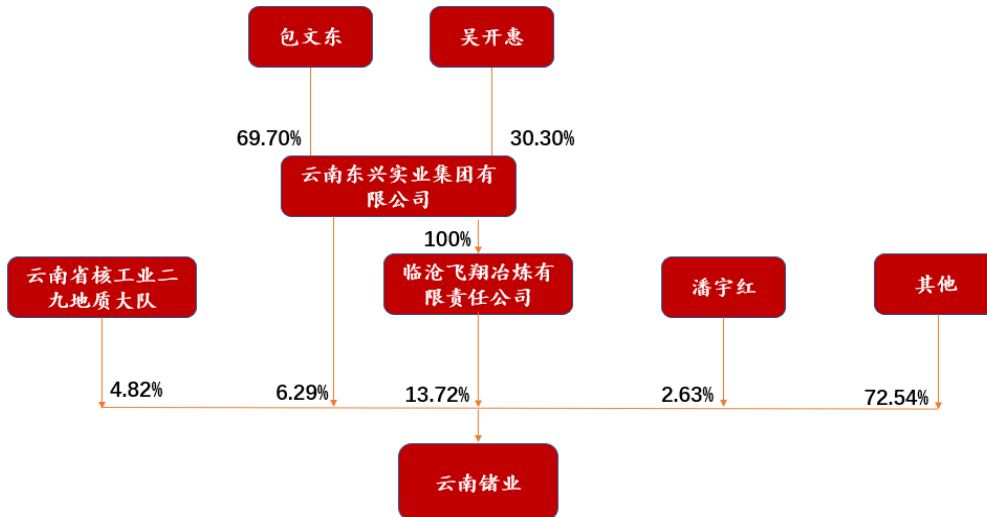 包文东
吴开惠
69.70%
30.30%
云南东兴实业集团有
限公司
100%
云南省核工业二
九地质大队
临沧飞翔冶炼有
限责任公司
潘宇红
其他
4.82%
6.29%
13.72%
2.63%
72.54%
云南锗业